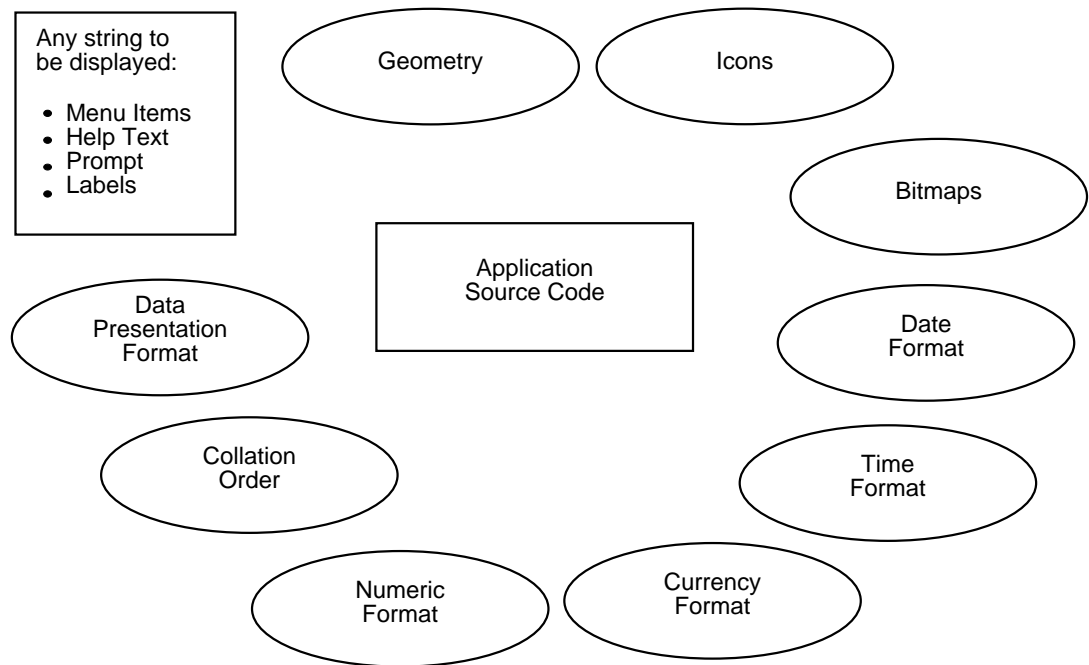 Any string to
be displayed:
• Menu Items
• Help Text
• Prompt
• Labels
Geometry
Icons
Bitmaps
Application
Source Code
Data
Presentation
Format
Date
Format
Collation
Order
Time
Format
Numeric
Format
Currency
Format